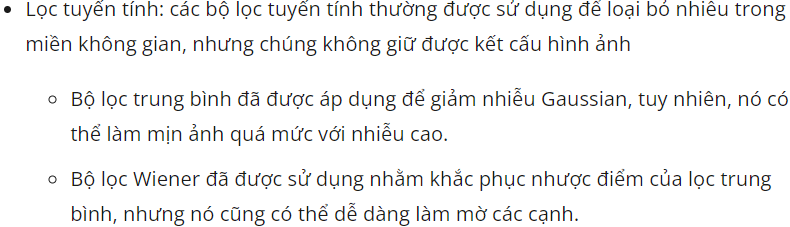 Lọc tuyến tính: các bộ lọc tuyến tính thường được sử dụng để loại bỏ nhiễu trong
miền không gian, nhưng chúng không giữ được kết cấu hình ảnh
Bộ lọc trung bình đã được áp dụng để giảm nhiễu Gaussian, tuy nhiên, nó có
thể làm mịn ảnh quá mức với nhiễu cao.
Bộ lọc Wiener đã được sử dụng nhằm khắc phục nhược điểm của lọc trung
bình, nhưng nó cũng có thể dễ dàng làm mờ các cạnh.